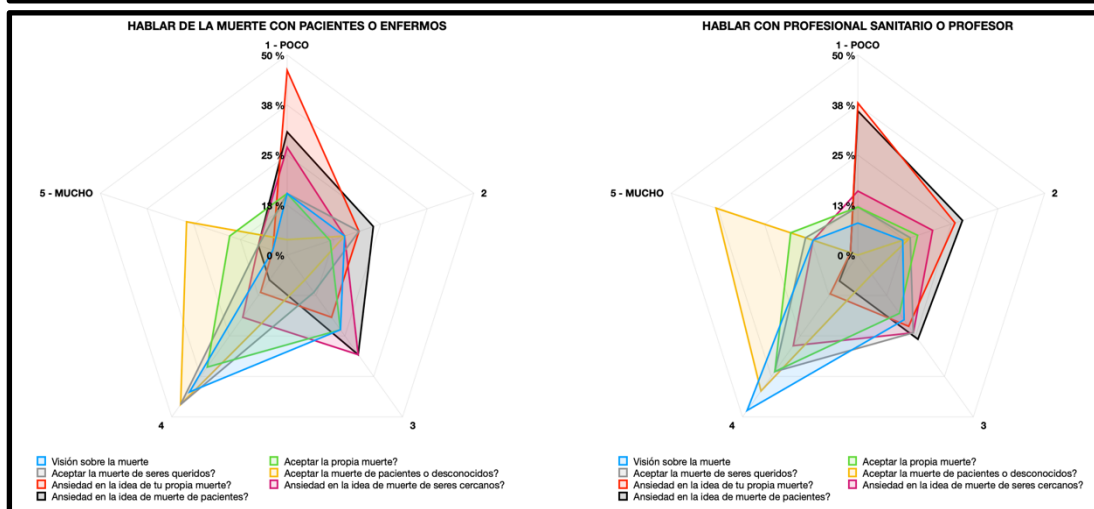 HABLAR DE LA MUERTE CON PACIENTES O ENFERMOS
1 - POCO
50 %
38 %
25 %
13 %
0 %
2
3
4
5 - MUCHO
Visión sobre la muerte
Aceptar la propia muerte?
Aceptar la muerte de seres queridos?
Aceptar la muerte de pacientes o desconocidos?
Ansiedad en la idea de tu propia muerte?
Ansiedad en la idea de muerte de seres cercanos?
Ansiedad en la idea de muerte de pacientes?
HABLAR CON PROFESIONAL SANITARIO O PROFESOR
1 - POCO
50 %
38 %
25 %
13 %
0 %
2
3
4
5 - MUCHO
Visión sobre la muerte
Aceptar la propia muerte?
Aceptar la muerte de seres queridos?
Aceptar la muerte de pacientes o desconocidos?
Ansiedad en la idea de tu propia muerte?
Ansiedad en la idea de muerte de seres cercanos?
Ansiedad en la idea de muerte de pacientes?